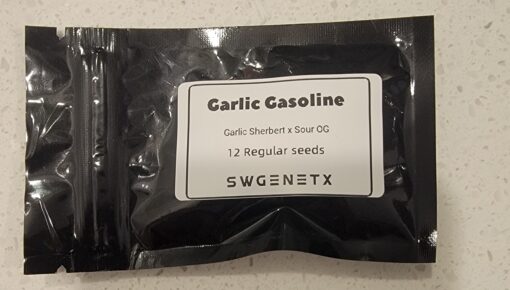 Garlic Gasoline
Garlic Sherbert x Sour OG
12 Regular seeds
SWGENETX